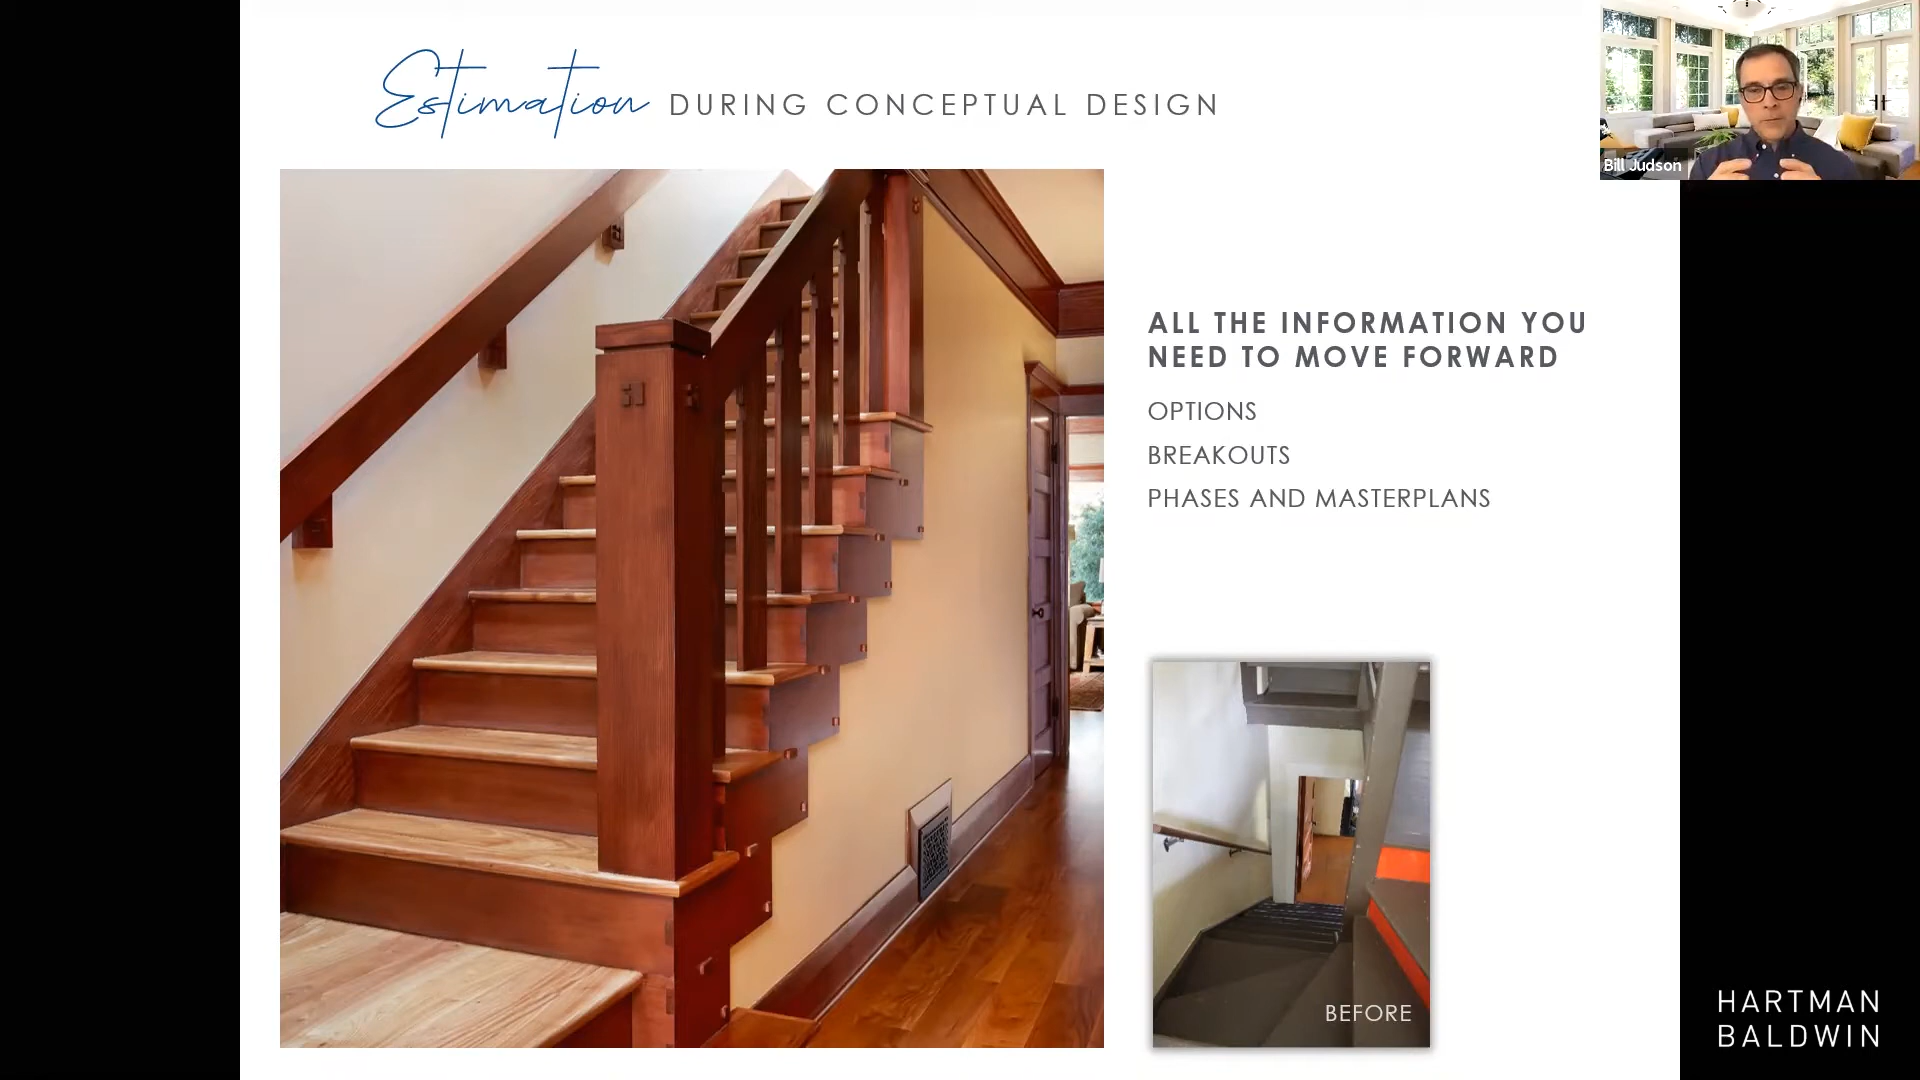 Estimation DURING CONCEPTUAL DESIGN
Bill Judson
ALL THE INFORMATION YOU
NEED TO MOVE FORWARD
OPTIONS
BREAKOUTS
PHASES AND MASTERPLANS
BEFORE
HARTMAN
BALDWIN